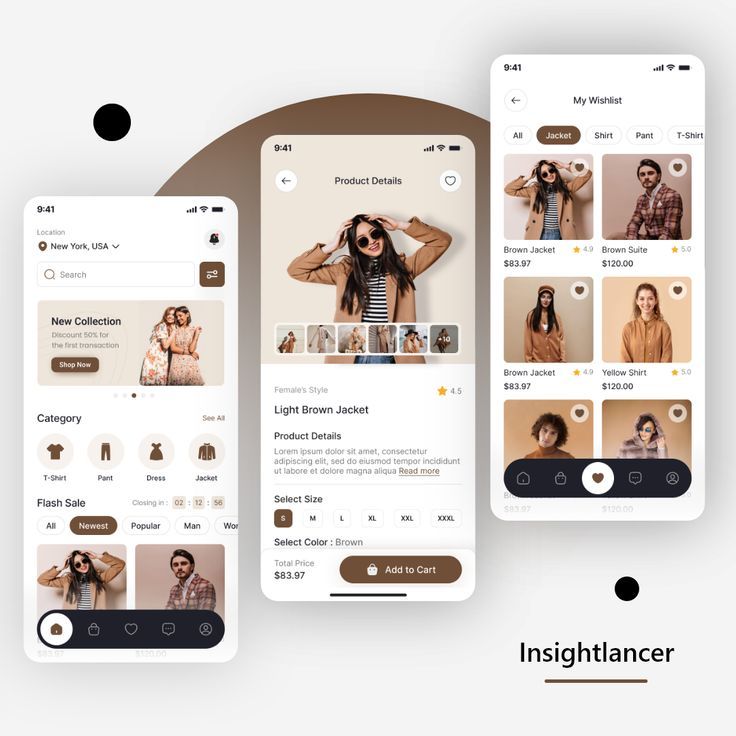 9:41
Location
New York, USA
Search
New Collection
Discount 50% for
the first transaction
Shop Now
Category
See All
T-Shirt
Pant
Dress
Jacket
Flash Sale
Closing in : 02 : 12 : 56
All
Newest
Popular
Man
Wor
$83.97
$120.00
9:41
Product Details
+10
Female's Style
4.5
Light Brown Jacket
Product Details
Lorem ipsum dolor sit amet, consectetur
adipiscing elit, sed do eiusmod tempor incididunt
ut labore et dolore magna aliqua Read more
Select Size
S
M
L
XL
XXL
XXXL
Select Color : Brown
Total Price
$83.97
Add to Cart
9:41
My Wishlist
All
Jacket
Shirt
Pant
T-Shirt
Brown Jacket
4.9
$83.97
Brown Suite
5.0
$120.00
Brown Jacket
4.9
$83.97
Yellow Shirt
5.0
$120.00
$83.97
$120.00
Insightlancer